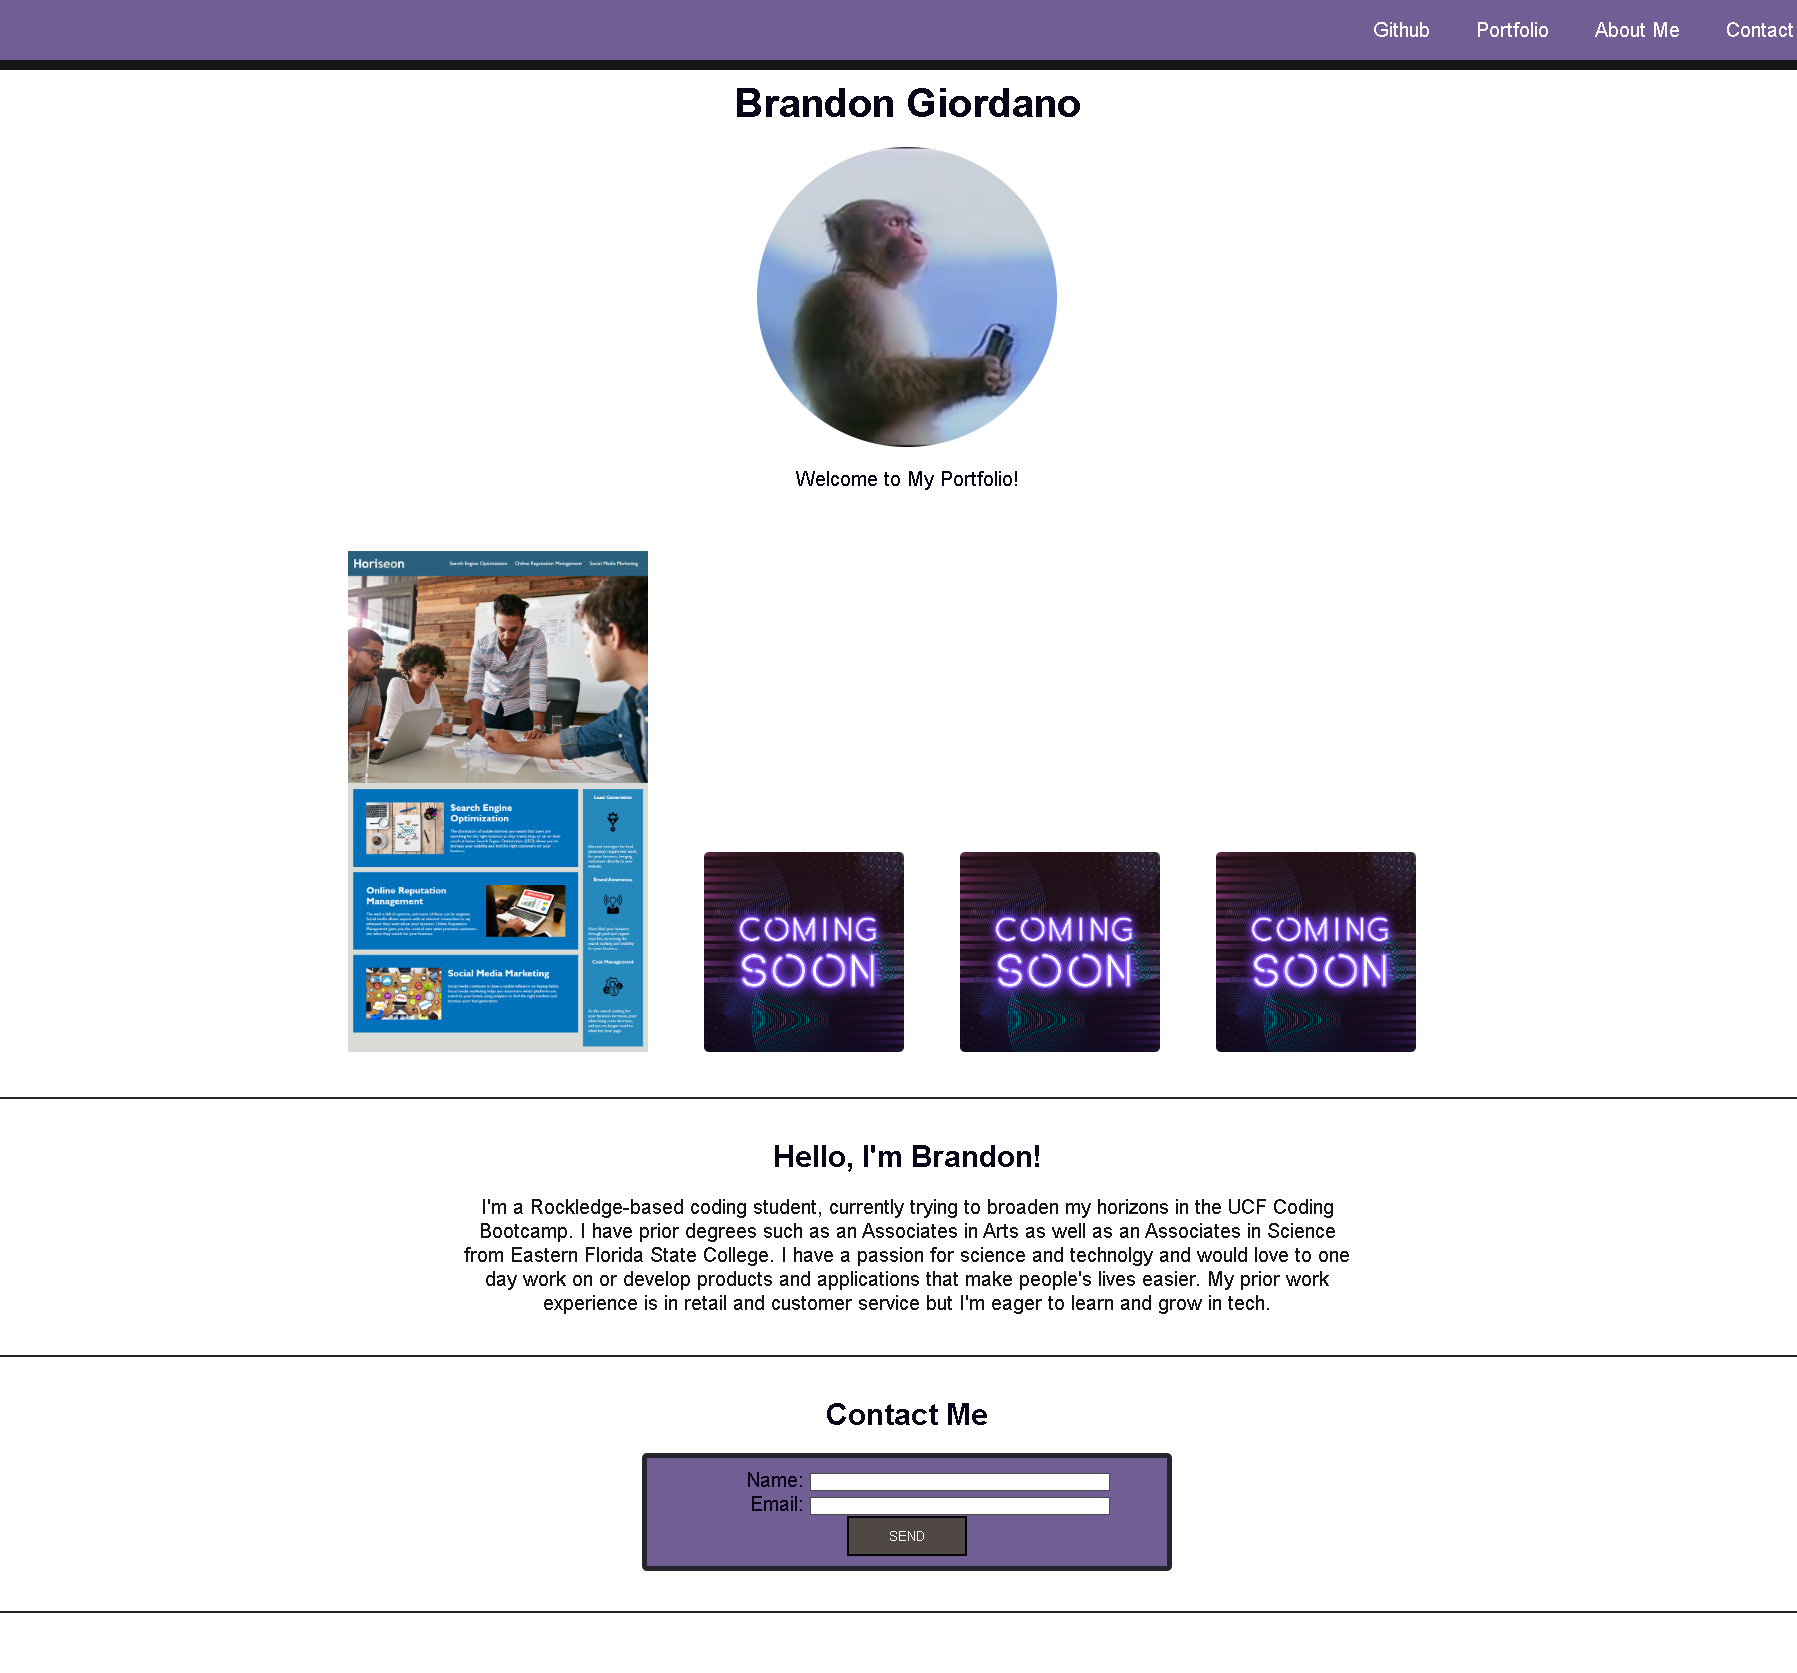 Github Portfolio About Me Contact
Brandon Giordano
Welcome to My Portfolio!
Horiseon
Search Engine Optimization Online Reputation Management Social Media Marketing
Search Engine
Optimization
Lead Generation
Online Reputation
Management
Brand Awareness
Social Media Marketing
Cost Management
COMING
SOON
COMING
SOON
COMING
SOON
Hello, I'm Brandon!
I'm a Rockledge-based coding student, currently trying to broaden my horizons in the UCF Coding
Bootcamp. I have prior degrees such as an Associates in Arts as well as an Associates in Science
from Eastern Florida State College. I have a passion for science and technolgy and would love to one
day work on or develop products and applications that make people's lives easier. My prior work
experience is in retail and customer service but I'm eager to learn and grow in tech.
Contact Me
Name:
Email:
SEND